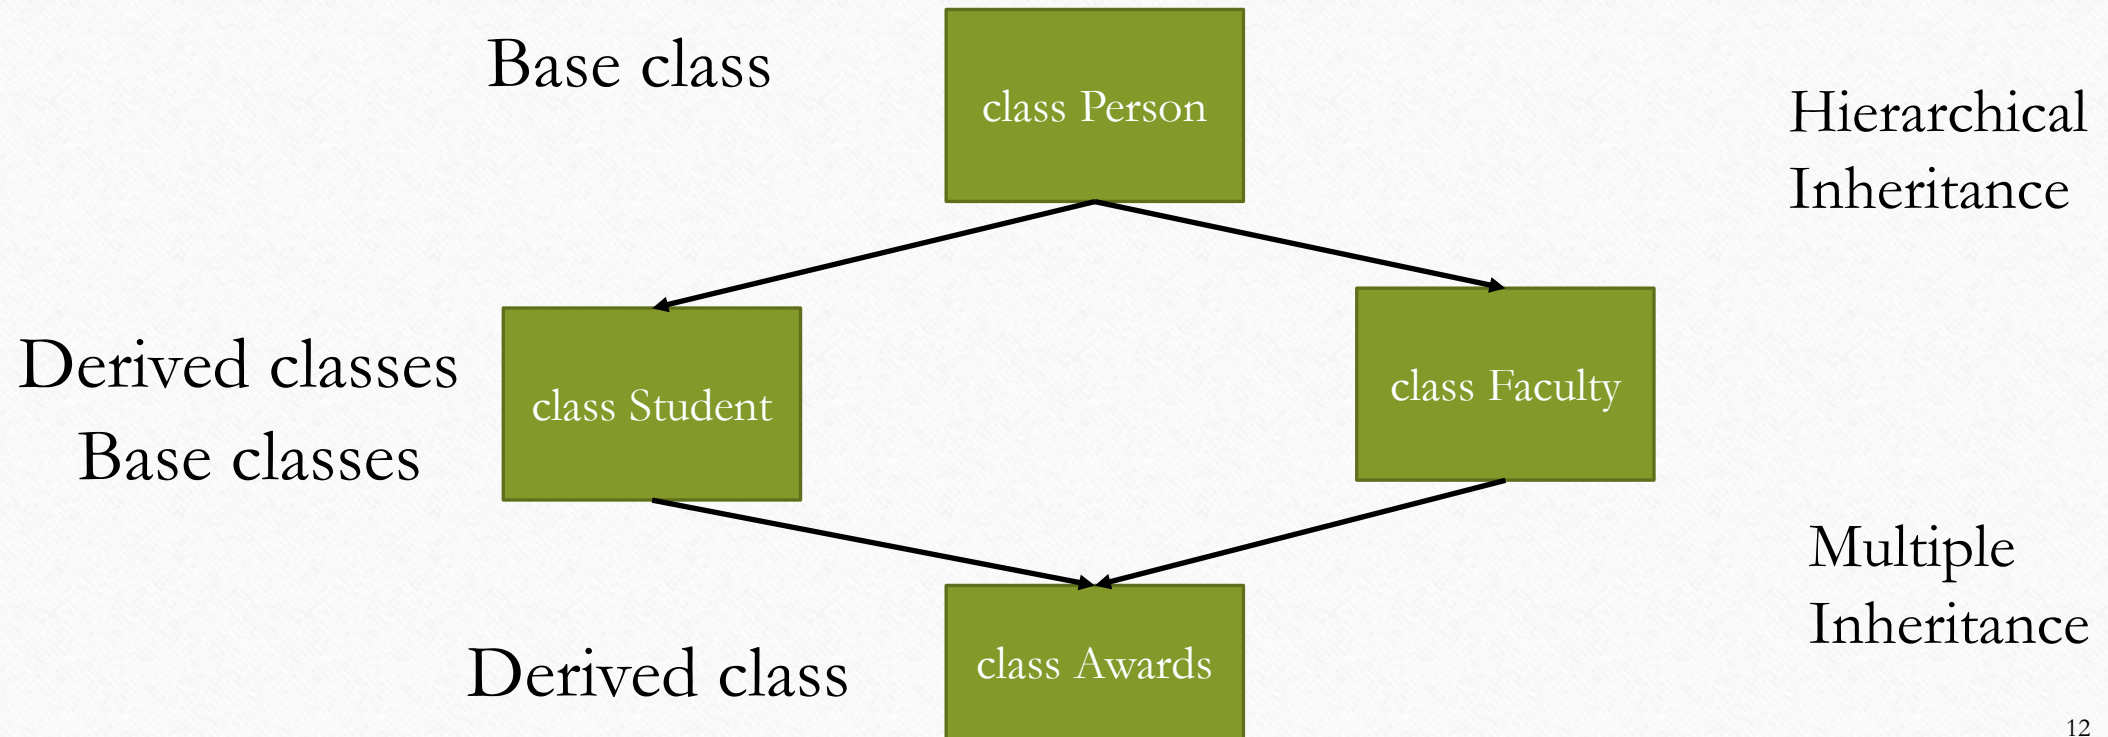 Base class
class Person
Hierarchical
Inheritance
Derived classes
Base classes
class Student
class Faculty
Multiple
Inheritance
Derived class
class Awards
12